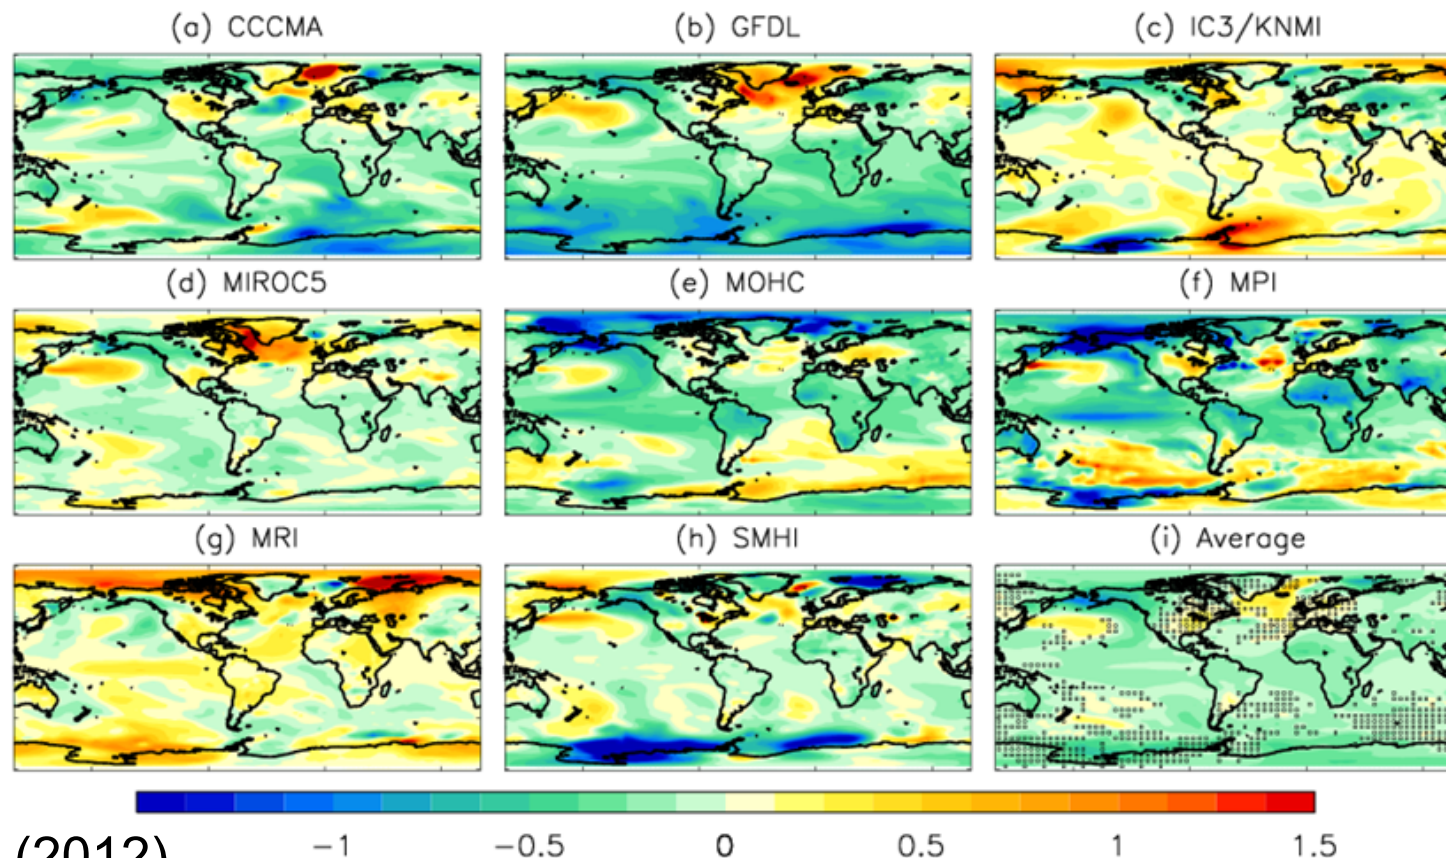 (a) CCCMA
(b) GFDL
(c) IC3/KNMI
(d) MIROC5
(e) MOHC
(f) MPI
(g) MRI
(h) SMHI
(i) Average
−1 −0.5 0 0.5 1 1.5
(2012)